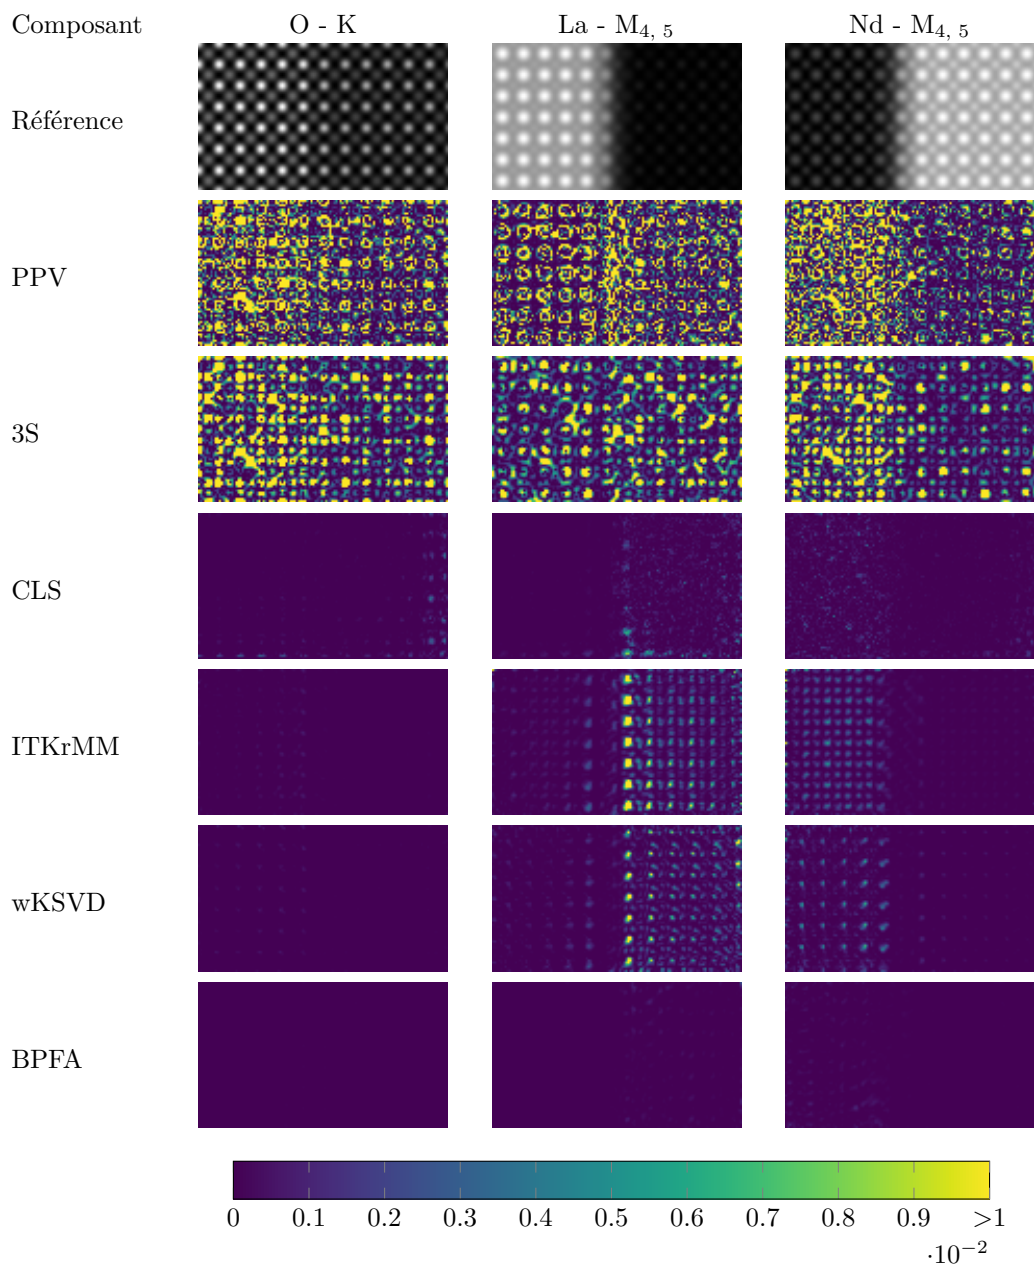 Composant O - K La - M4, 5 Nd - M4, 5
Référence
PPV
3S
CLS
ITKrMM
wKSVD
BPFA
0 0.1 0.2 0.3 0.4 0.5 0.6 0.7 0.8 0.9 >1
·10−2